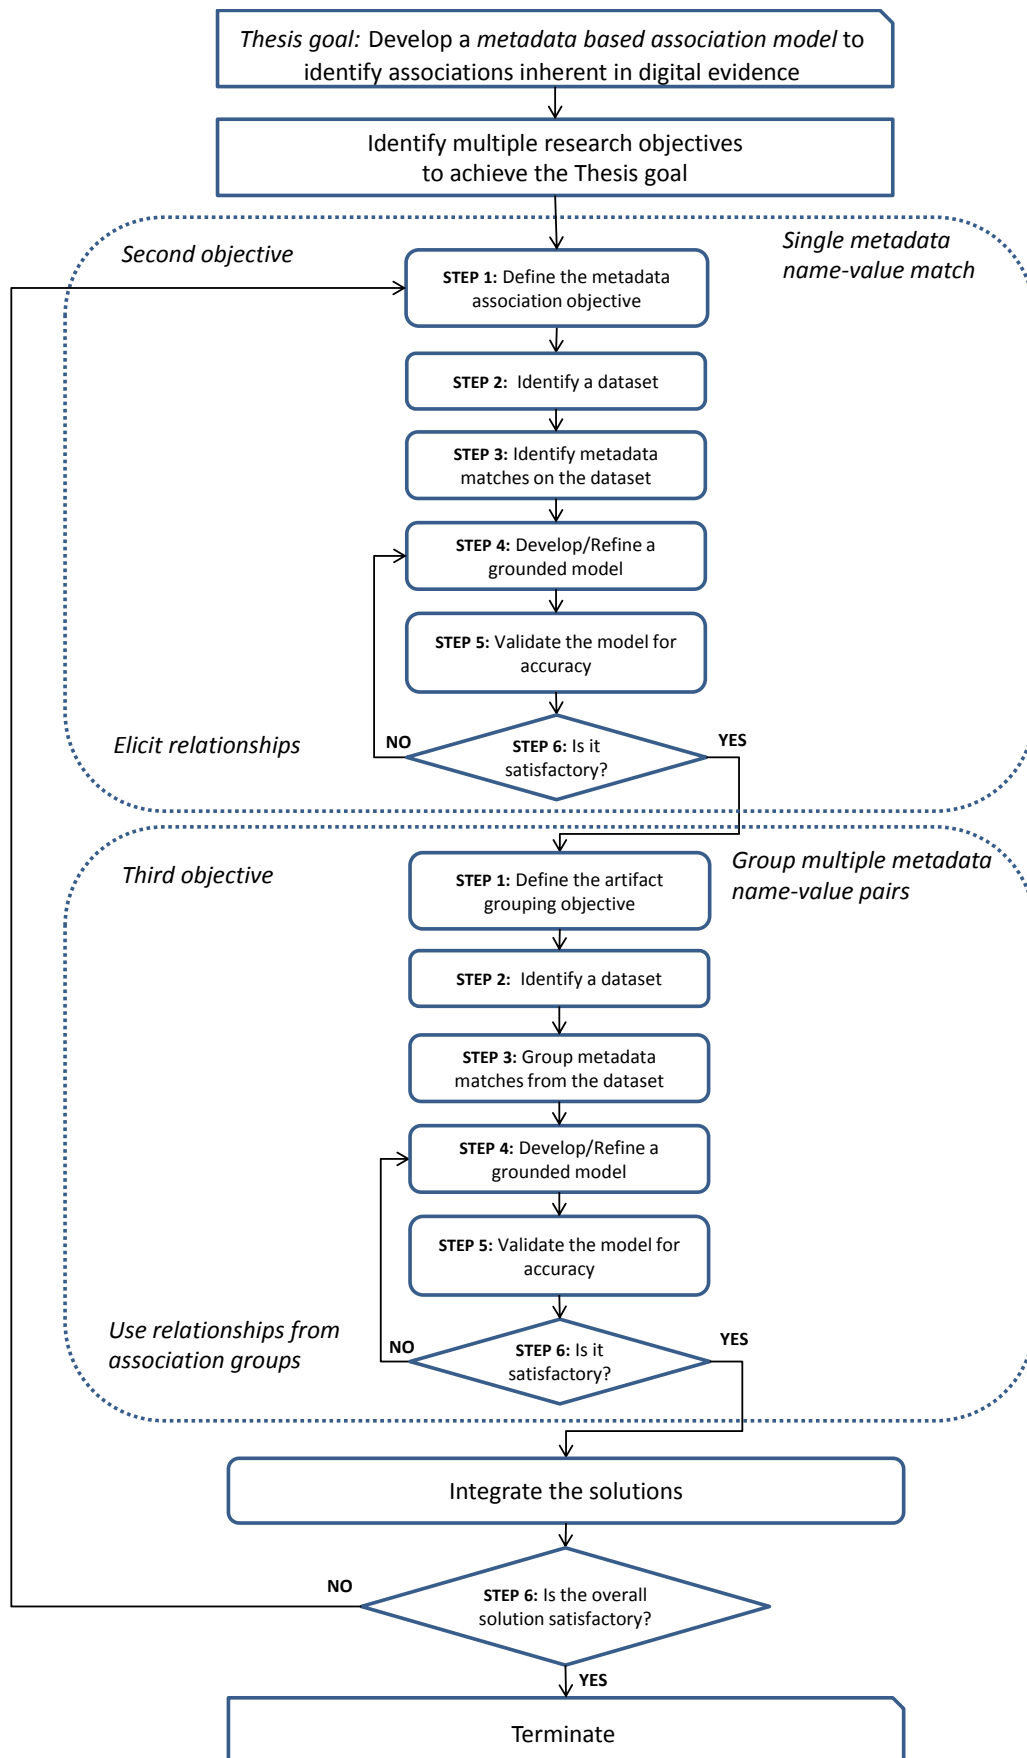 Thesis goal: Develop a metadata based association model to
identify associations inherent in digital evidence
Identify multiple research objectives
to achieve the Thesis goal
Second objective
Single metadata
name-value match
STEP 1: Define the metadata
association objective
STEP 2: Identify a dataset
STEP 3: Identify metadata
matches on the dataset
STEP 4: Develop/Refine a
grounded model
STEP 5: Validate the model for
accuracy
Elicit relationships
NO
STEP 6: Is it
satisfactory?
YES
Third objective
Group multiple metadata
name-value pairs
STEP 1: Define the artifact
grouping objective
STEP 2: Identify a dataset
STEP 3: Group metadata
matches from the dataset
STEP 4: Develop/Refine a
grounded model
STEP 5: Validate the model for
accuracy
Use relationships from
association groups
NO
STEP 6: Is it
satisfactory?
YES
Integrate the solutions
NO
STEP 6: Is the overall
solution satisfactory?
YES
Terminate